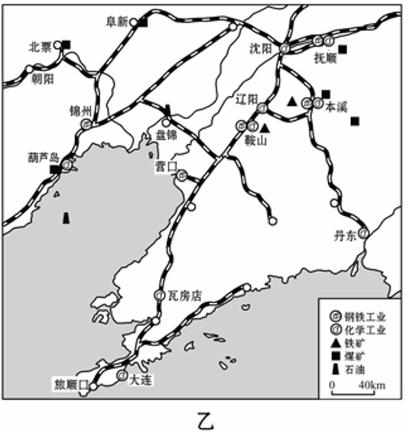 阜新
北票
沈阳
抚顺
朝阳
辽阳
本溪
锦州
盘锦
鞍山
葫芦岛
营口
丹东
瓦房店
大连
旅顺口
钢铁工业
化学工业
铁矿
煤矿
石油
0 40km
乙